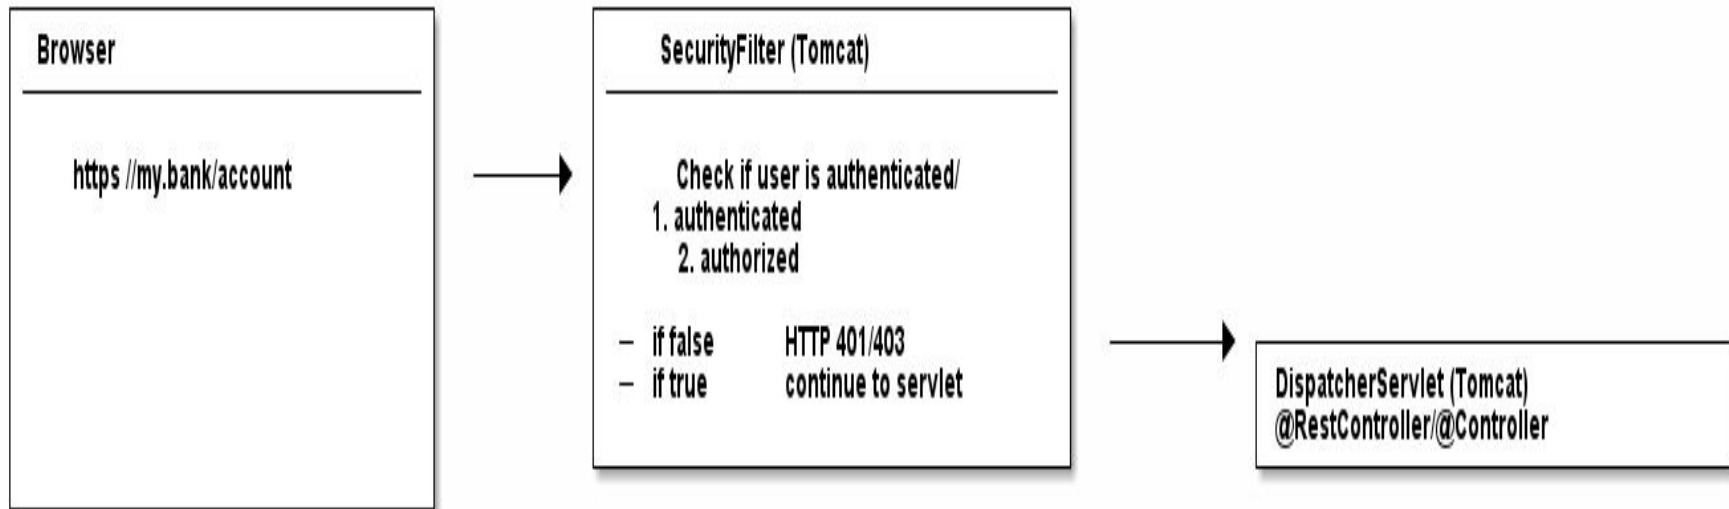 Browser
https //my.bank/account
SecurityFilter (Tomcat)
Check if user is authenticated/
1. authenticated
2. authorized
– if false HTTP 401/403
– if true continue to servlet
DispatcherServlet (Tomcat)
@RestController/@Controller